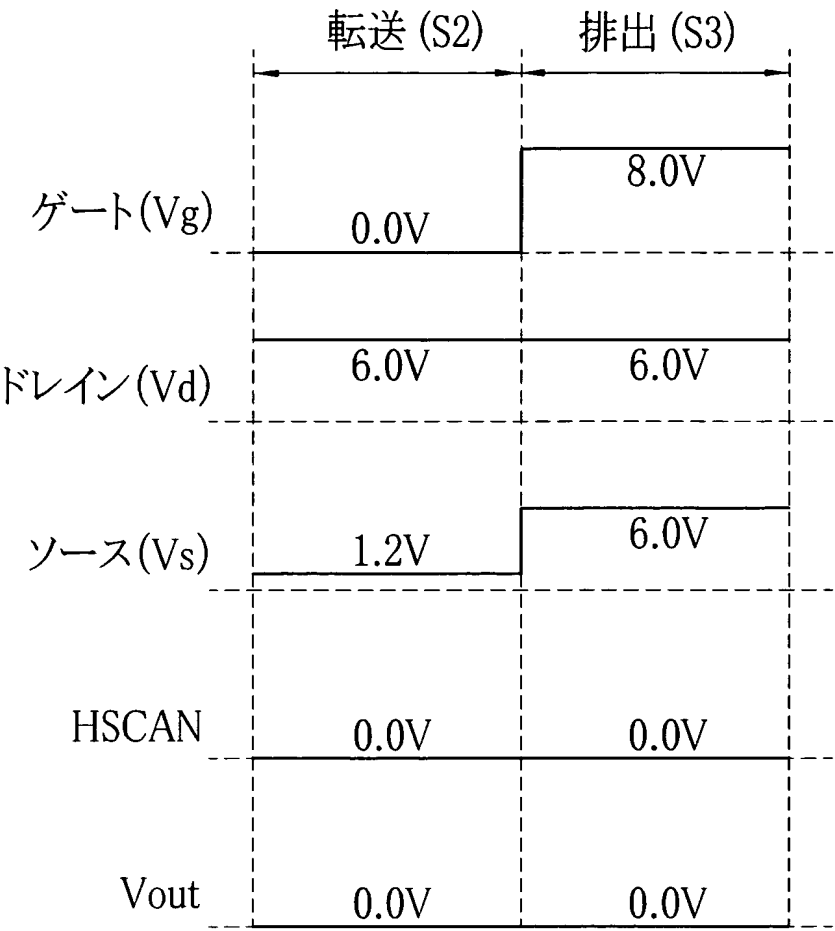 転送(S2) 排出(S3)
ゲート(Vg) 0.0V 8.0V
ドレイン(Vd) 6.0V 6.0V
ソース(Vs) 1.2V 6.0V
HSCAN 0.0V 0.0V
Vout 0.0V 0.0V